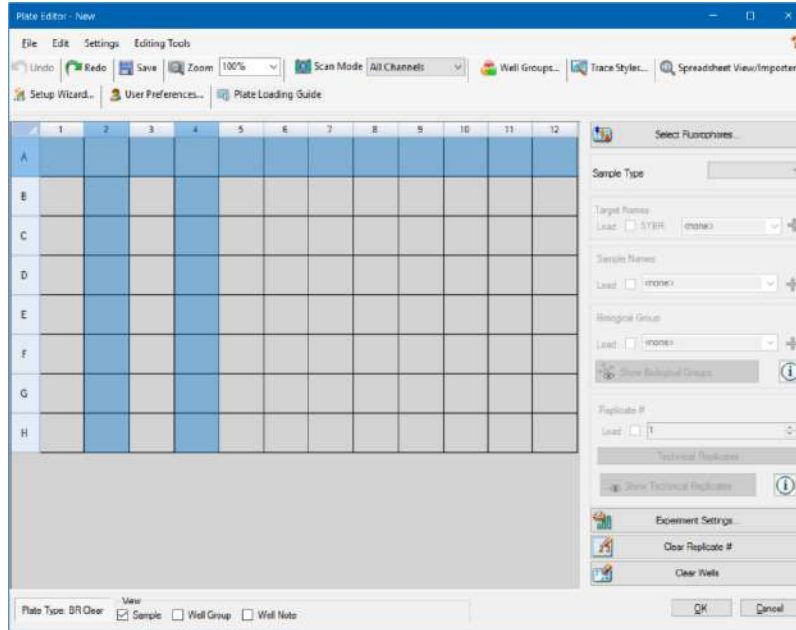 Plate Editor - New
File Edit Settings Editing Tools
Undo Redo Save Zoom 100% Scan Mode All Channels Well Groups... Trace Styles... Spreadsheet View/Importer
Setup Wizard... User Preferences... Plate Loading Guide
1 2 3 4 5 6 7 8 9 10 11 12
Select Fluorophores...
A
Sample Type
B
Target Names
Load SYBR <none>
C
Sample Names
D
Load <none>
E
Biological Group
Load <none>
F
Show Biological Groups
G
Replicate #
H
Load 1
Technical Replicates
Show Technical Replicates
Experiment Settings...
Clear Replicate #
Clear Wells
Plate Type: BR Clear View
Sample Well Group Well Note
OK Cancel